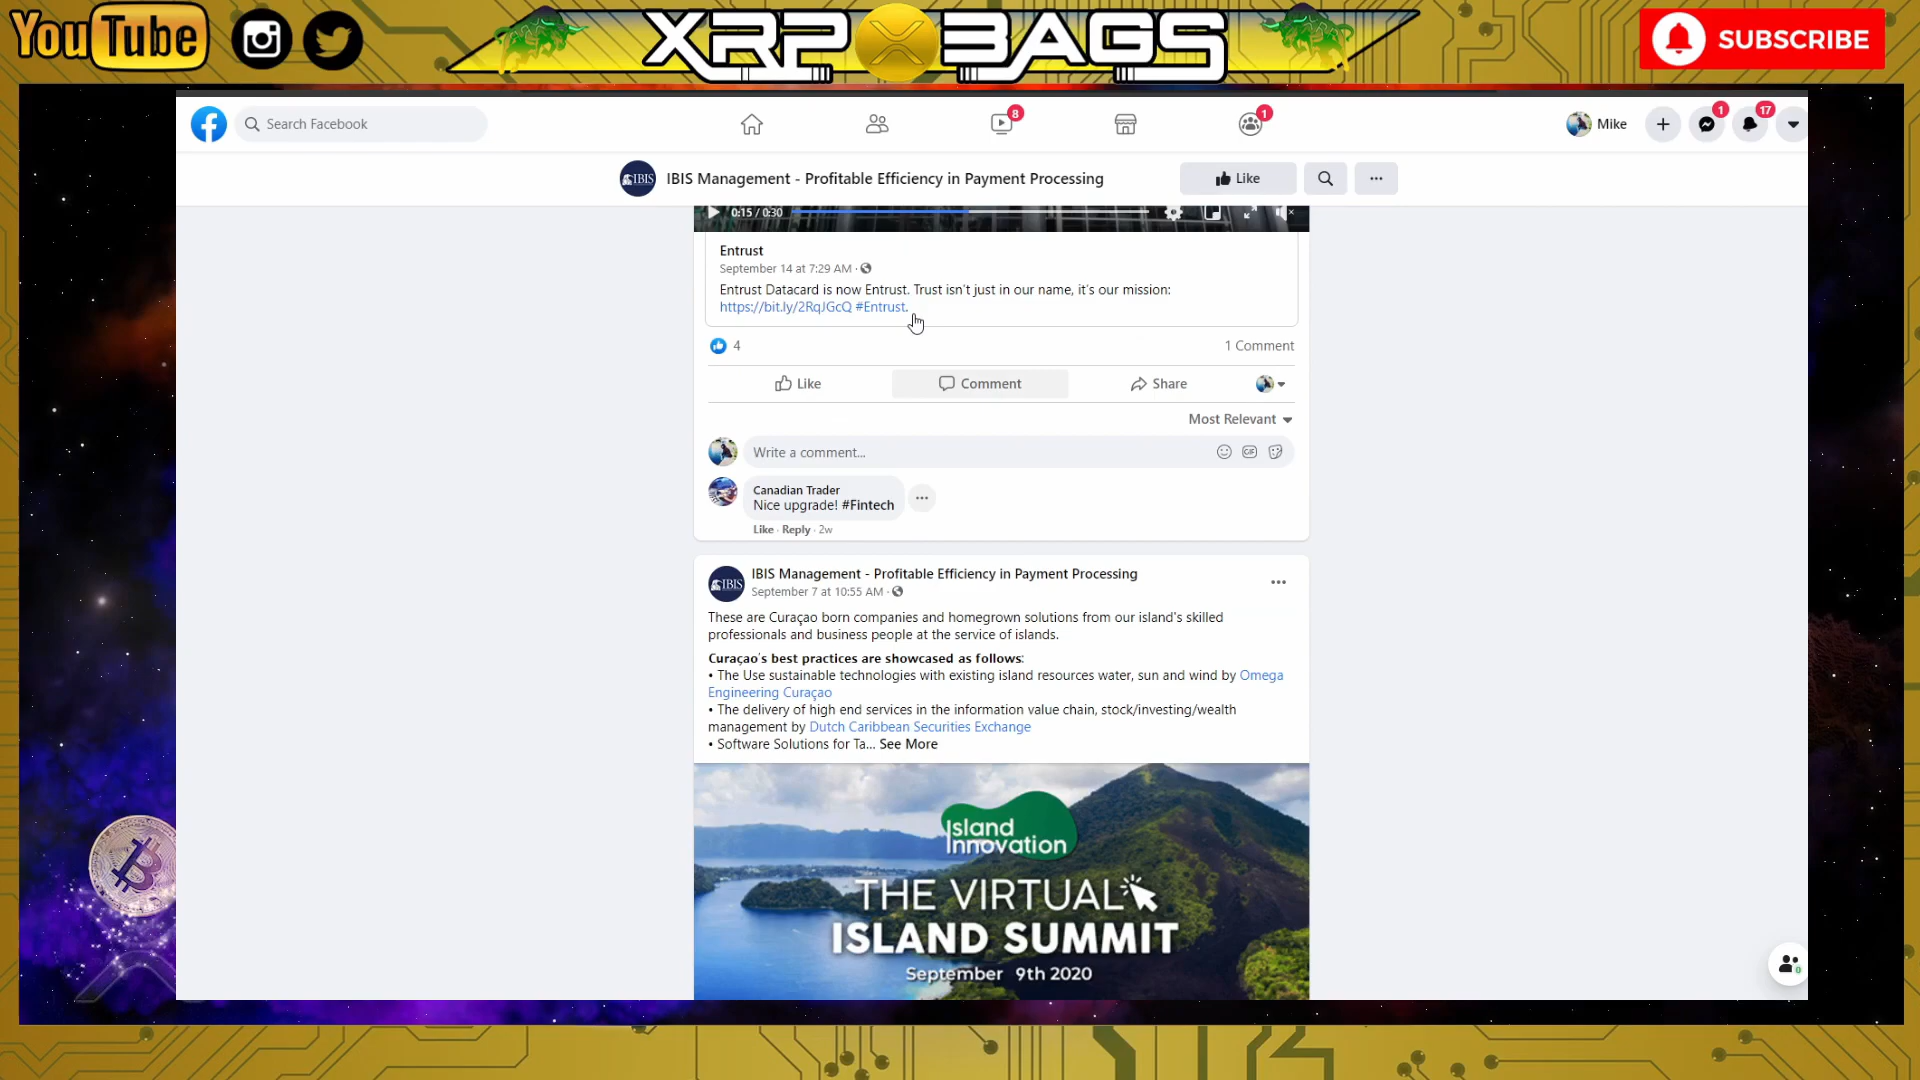 YouTube
XRP BAGS
SUBSCRIBE
Search Facebook
8
1
Mike
1
17
IBIS
IBIS Management - Profitable Efficiency in Payment Processing
Like
0:15 / 0:30
Entrust
September 14 at 7:29 AM ·
Entrust Datacard is now Entrust. Trust isn't just in our name, it's our mission:
https://bit.ly/2RqJGcQ #Entrust.
4
1 Comment
Like
Comment
Share
Most Relevant
Write a comment...
GIF
Canadian Trader
Nice upgrade! #Fintech
Like · Reply · 2w
IBIS
IBIS Management - Profitable Efficiency in Payment Processing
September 7 at 10:55 AM ·
These are Curaçao born companies and homegrown solutions from our island's skilled
professionals and business people at the service of islands.
Curaçao's best practices are showcased as follows:
• The Use sustainable technologies with existing island resources water, sun and wind by Omega
Engineering Curaçao
• The delivery of high end services in the information value chain, stock/investing/wealth
management by Dutch Caribbean Securities Exchange
• Software Solutions for Ta... See More
Island
Innovation
THE VIRTUAL
ISLAND SUMMIT
September 9th 2020
0